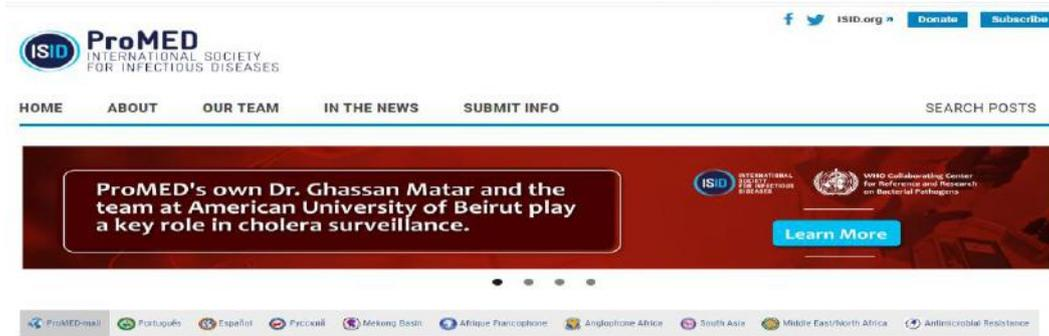 ISID.org »
Donate
Subscribe
ISID
ProMED
INTERNATIONAL SOCIETY
FOR INFECTIOUS DISEASES
HOME
ABOUT
OUR TEAM
IN THE NEWS
SUBMIT INFO
SEARCH POSTS
ProMED's own Dr. Ghassan Matar and the
team at American University of Beirut play
a key role in cholera surveillance.
ISID
INTERNATIONAL
SOCIETY
FOR INFECTIOUS
DISEASES
WHO Collaborating Center
for Reference and Research
on Bacterial Pathogens
Learn More
ProMED-mail
Português
Español
Русский
Mekong Basin
Afrique Francophone
Anglophone Africa
South Asia
Middle East/North Africa
Antimicrobial Resistance